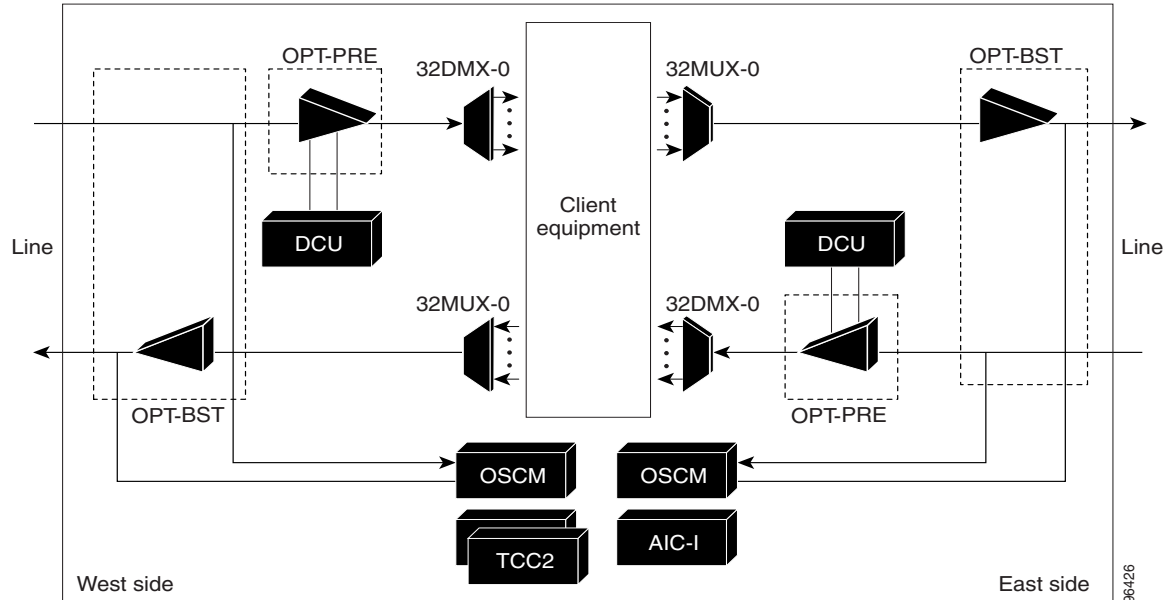 OPT-PRE
32DMX-0
32MUX-0
OPT-BST
Client
equipment
DCU
DCU
Line
Line
32MUX-0
32DMX-0
OPT-BST
OPT-PRE
OSCM
OSCM
TCC2
AIC-I
West side
East side
96426